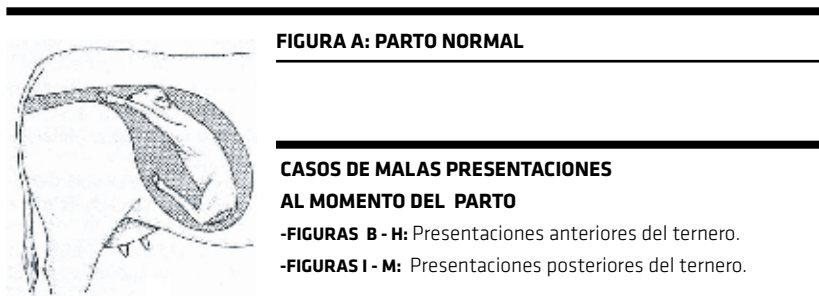 FIGURA A: PARTO NORMAL
CASOS DE MALAS PRESENTACIONES
AL MOMENTO DEL PARTO
-FIGURAS B - H: Presentaciones anteriores del ternero.
-FIGURAS I - M: Presentaciones posteriores del ternero.